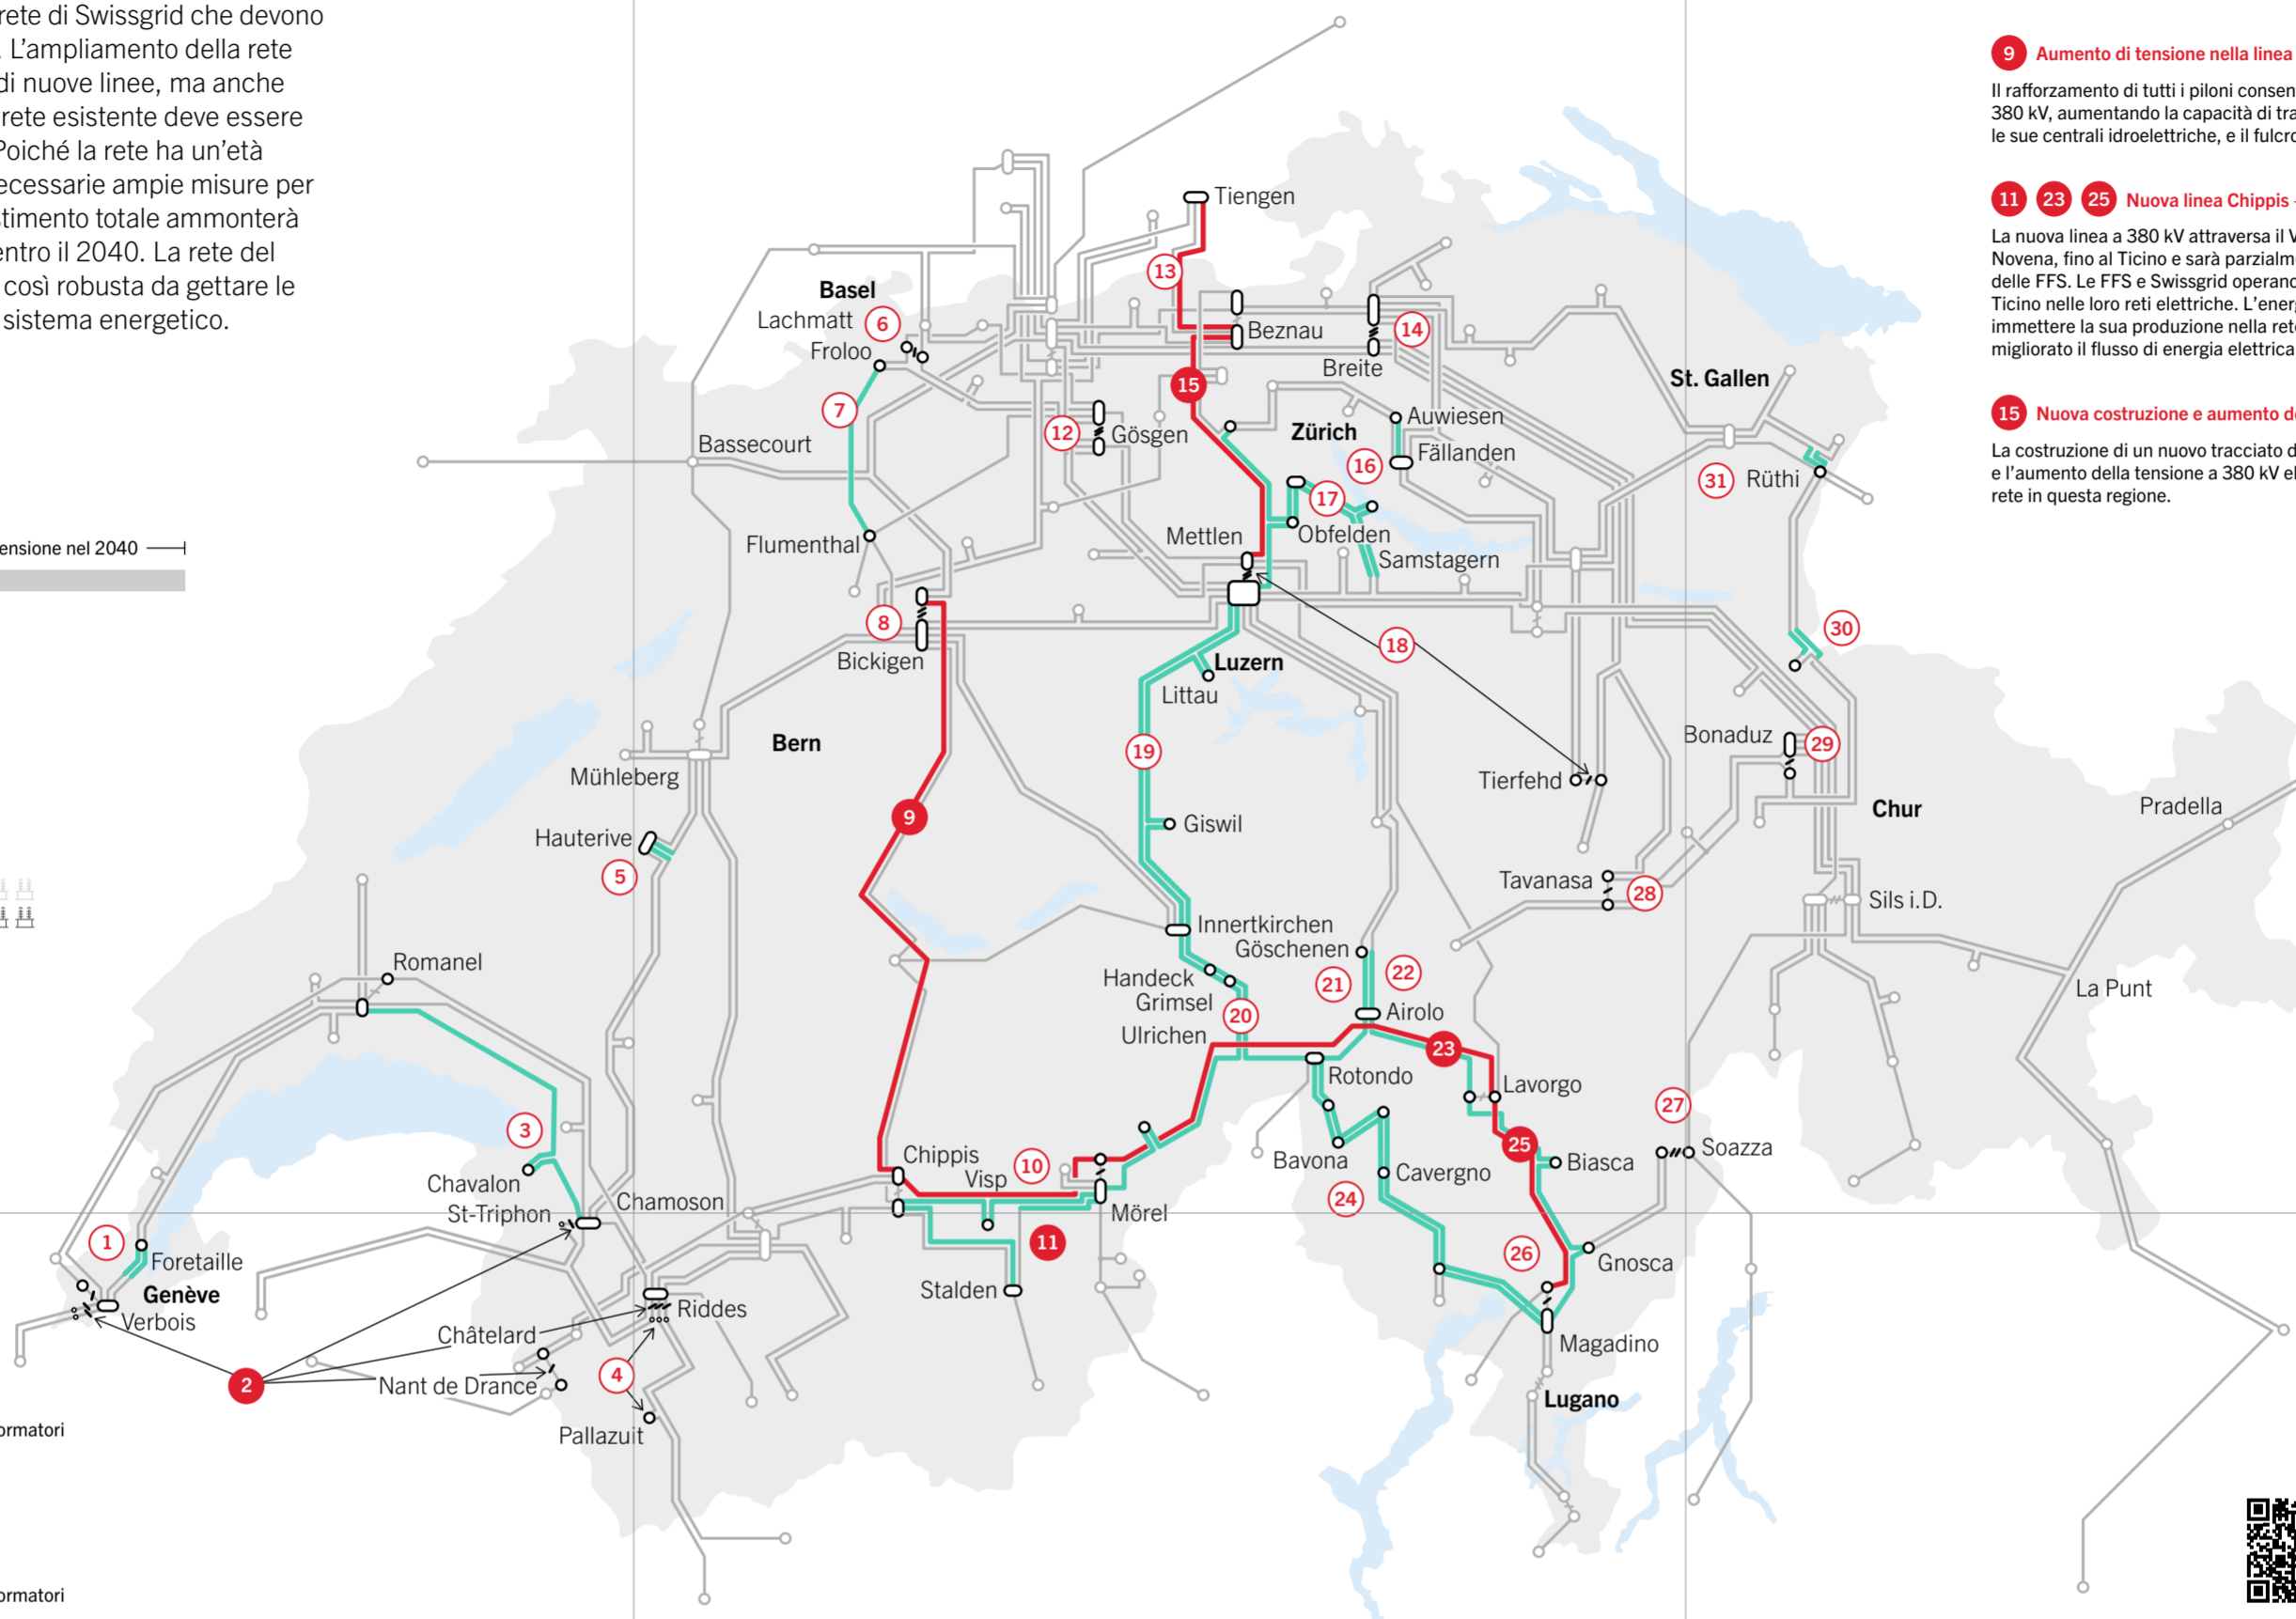 rete di Swissgrid che devono
. L’ampliamento della rete
di nuove linee, ma anche
rete esistente deve essere
Poiché la rete ha un’età
ecessarie ampie misure per
stimento totale ammonterà
entro il 2040. La rete del
così robusta da gettare le
sistema energetico.
ensione nel 2040
ormatori
ormatori
Tiengen
13
Basel
Lachmatt
6
Froloo
Beznau
14
Breite
7
15
St. Gallen
Bassecourt
12
Gösgen
Zürich
Auwiesen
16
Fällanden
31
Rüthi
17
Flumenthal
Mettlen
Obfelden
Samstagern
8
18
30
Bickigen
Luzern
Littau
Bern
19
Bonaduz
29
Mühleberg
Tierfehd
Chur
Pradella
9
Giswil
Hauterive
5
Tavanasa
28
Sils i.D.
Innertkirchen
Göschenen
Romanel
Handeck
21
22
Grimsel
La Punt
20
Airolo
Ulrichen
23
Rotondo
Lavorgo
3
27
25
Chippis
10
Bavona
Biasca
Soazza
Visp
Cavergno
Chavalon
24
Chamoson
St-Triphon
Mörel
1
11
26
Foretaille
Gnosca
Genève
Stalden
Verbois
Riddes
Châtelard
Magadino
2
4
Nant de Drance
Lugano
Pallazuit
9 Aumento di tensione nella linea
Il rafforzamento di tutti i piloni consen
380 kV, aumentando la capacità di tra
le sue centrali idroelettriche, e il fulcro
11 23 25 Nuova linea Chippis -
La nuova linea a 380 kV attraversa il V
Novena, fino al Ticino e sarà parzialm
delle FFS. Le FFS e Swissgrid operano
Ticino nelle loro reti elettriche. L’energ
immettere la sua produzione nella rete
migliorato il flusso di energia elettrica
15 Nuova costruzione e aumento de
La costruzione di un nuovo tracciato d
e l’aumento della tensione a 380 kV el
rete in questa regione.